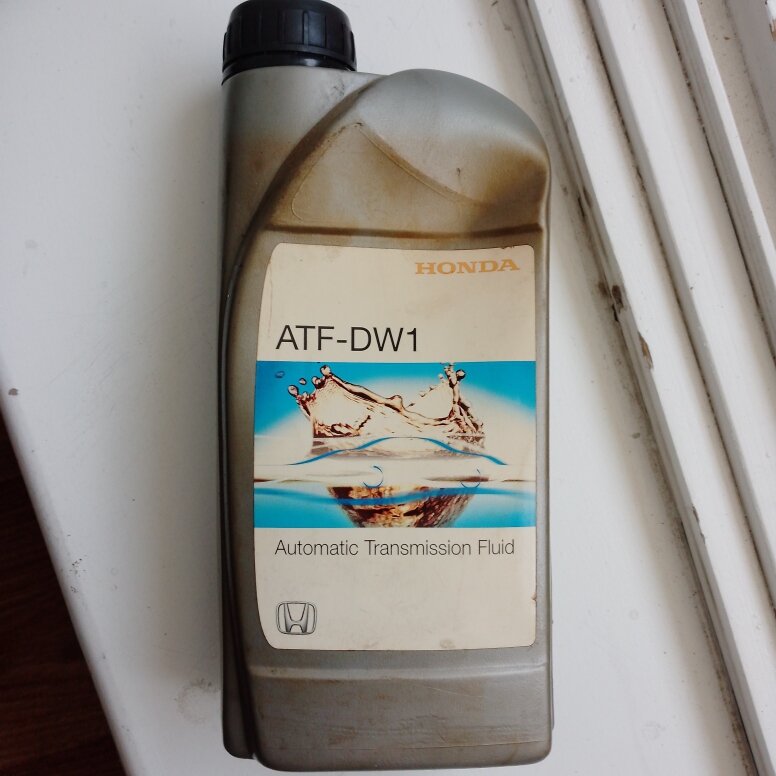 HONDA
ATF-DW1
Automatic Transmission Fluid